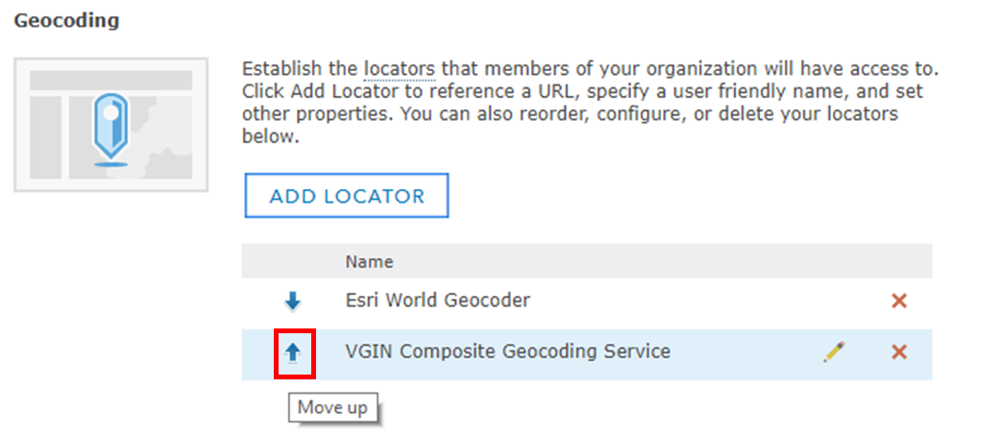 Geocoding
Establish the locators that members of your organization will have access to.
Click Add Locator to reference a URL, specify a user friendly name, and set
other properties. You can also reorder, configure, or delete your locators
below.
ADD LOCATOR
Name
Esri World Geocoder
VGIN Composite Geocoding Service
Move up